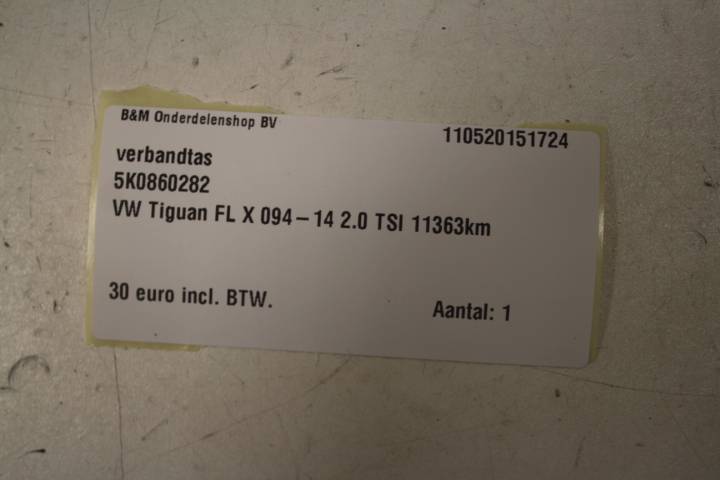 B&M Onderdelenshop BV
110520151724
verbandtas
5K0860282
VW Tiguan FL X 094-14 2.0 TSI 11363km
30 euro incl. BTW.
Aantal: 1